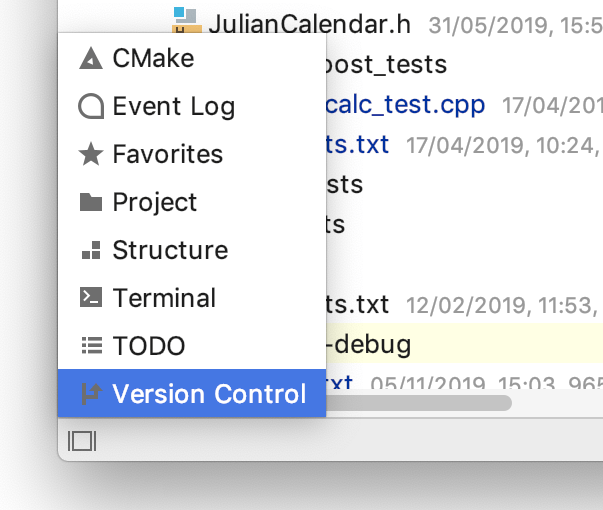 JulianCalendar.h 31/05/2019, 15:5
CMake
oost_tests
Event Log
calc_test.cpp 17/04/201
Favorites
ts.txt 17/04/2019, 10:24,
Project
sts
Structure
ts
Terminal
ts.txt 12/02/2019, 11:53,
TODO
-debug
Version Control
txt 05/11/2019, 15:03, 965